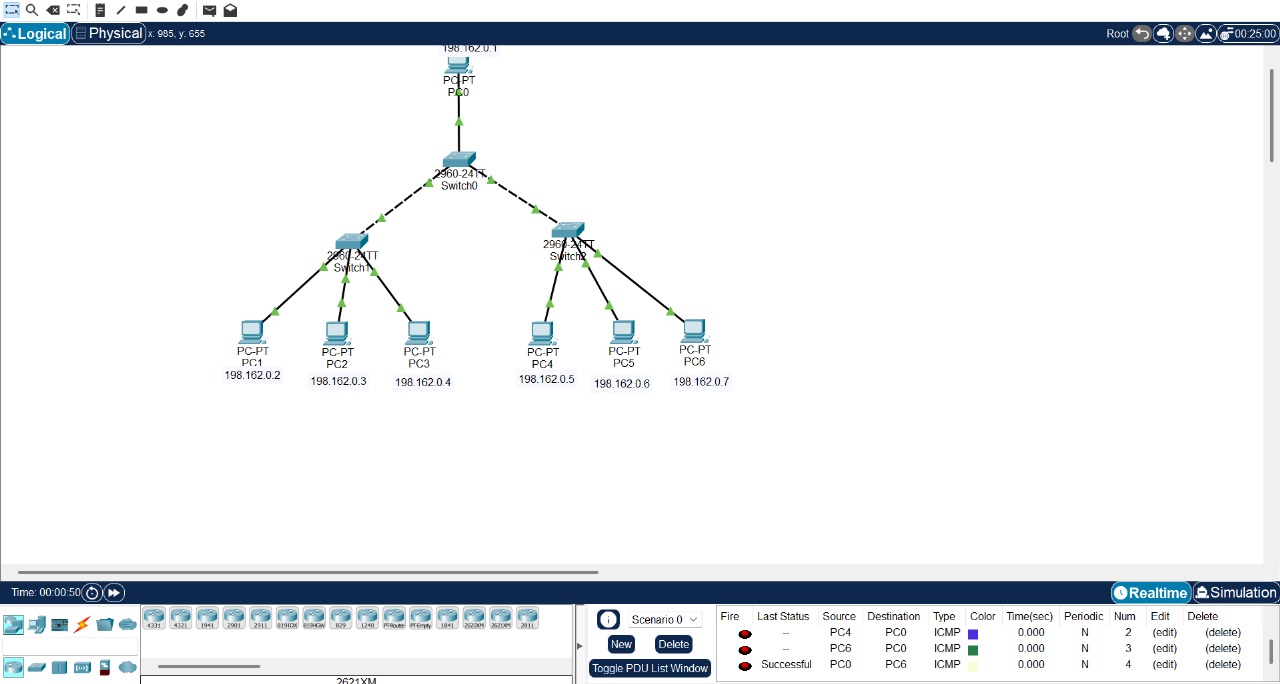 Logical Physical x: 985, y: 655 Root 00:25:00
198.162.0.1
PC-PT
PC0
2960-24TT
Switch0
2960-24TT
Switch1
2960-24TT
Switch2
PC-PT PC-PT PC-PT PC-PT PC-PT PC-PT
PC1 PC2 PC3 PC4 PC5 PC6
198.162.0.2 198.162.0.3 198.162.0.4 198.162.0.5 198.162.0.6 198.162.0.7
Time: 00:00:50 Realtime Simulation
4331 4321 1941 2901 2911 819IOX 819HGW 829 1240 PT-Router PT-Empty 1841 2620XM 2621XM 2811
2621XM
Scenario 0
New Delete
Toggle PDU List Window
Fire Last Status Source Destination Type Color Time(sec) Periodic Num Edit Delete
-- PC4 PC0 ICMP 0.000 N 2 (edit) (delete)
-- PC6 PC0 ICMP 0.000 N 3 (edit) (delete)
Successful PC0 PC6 ICMP 0.000 N 4 (edit) (delete)